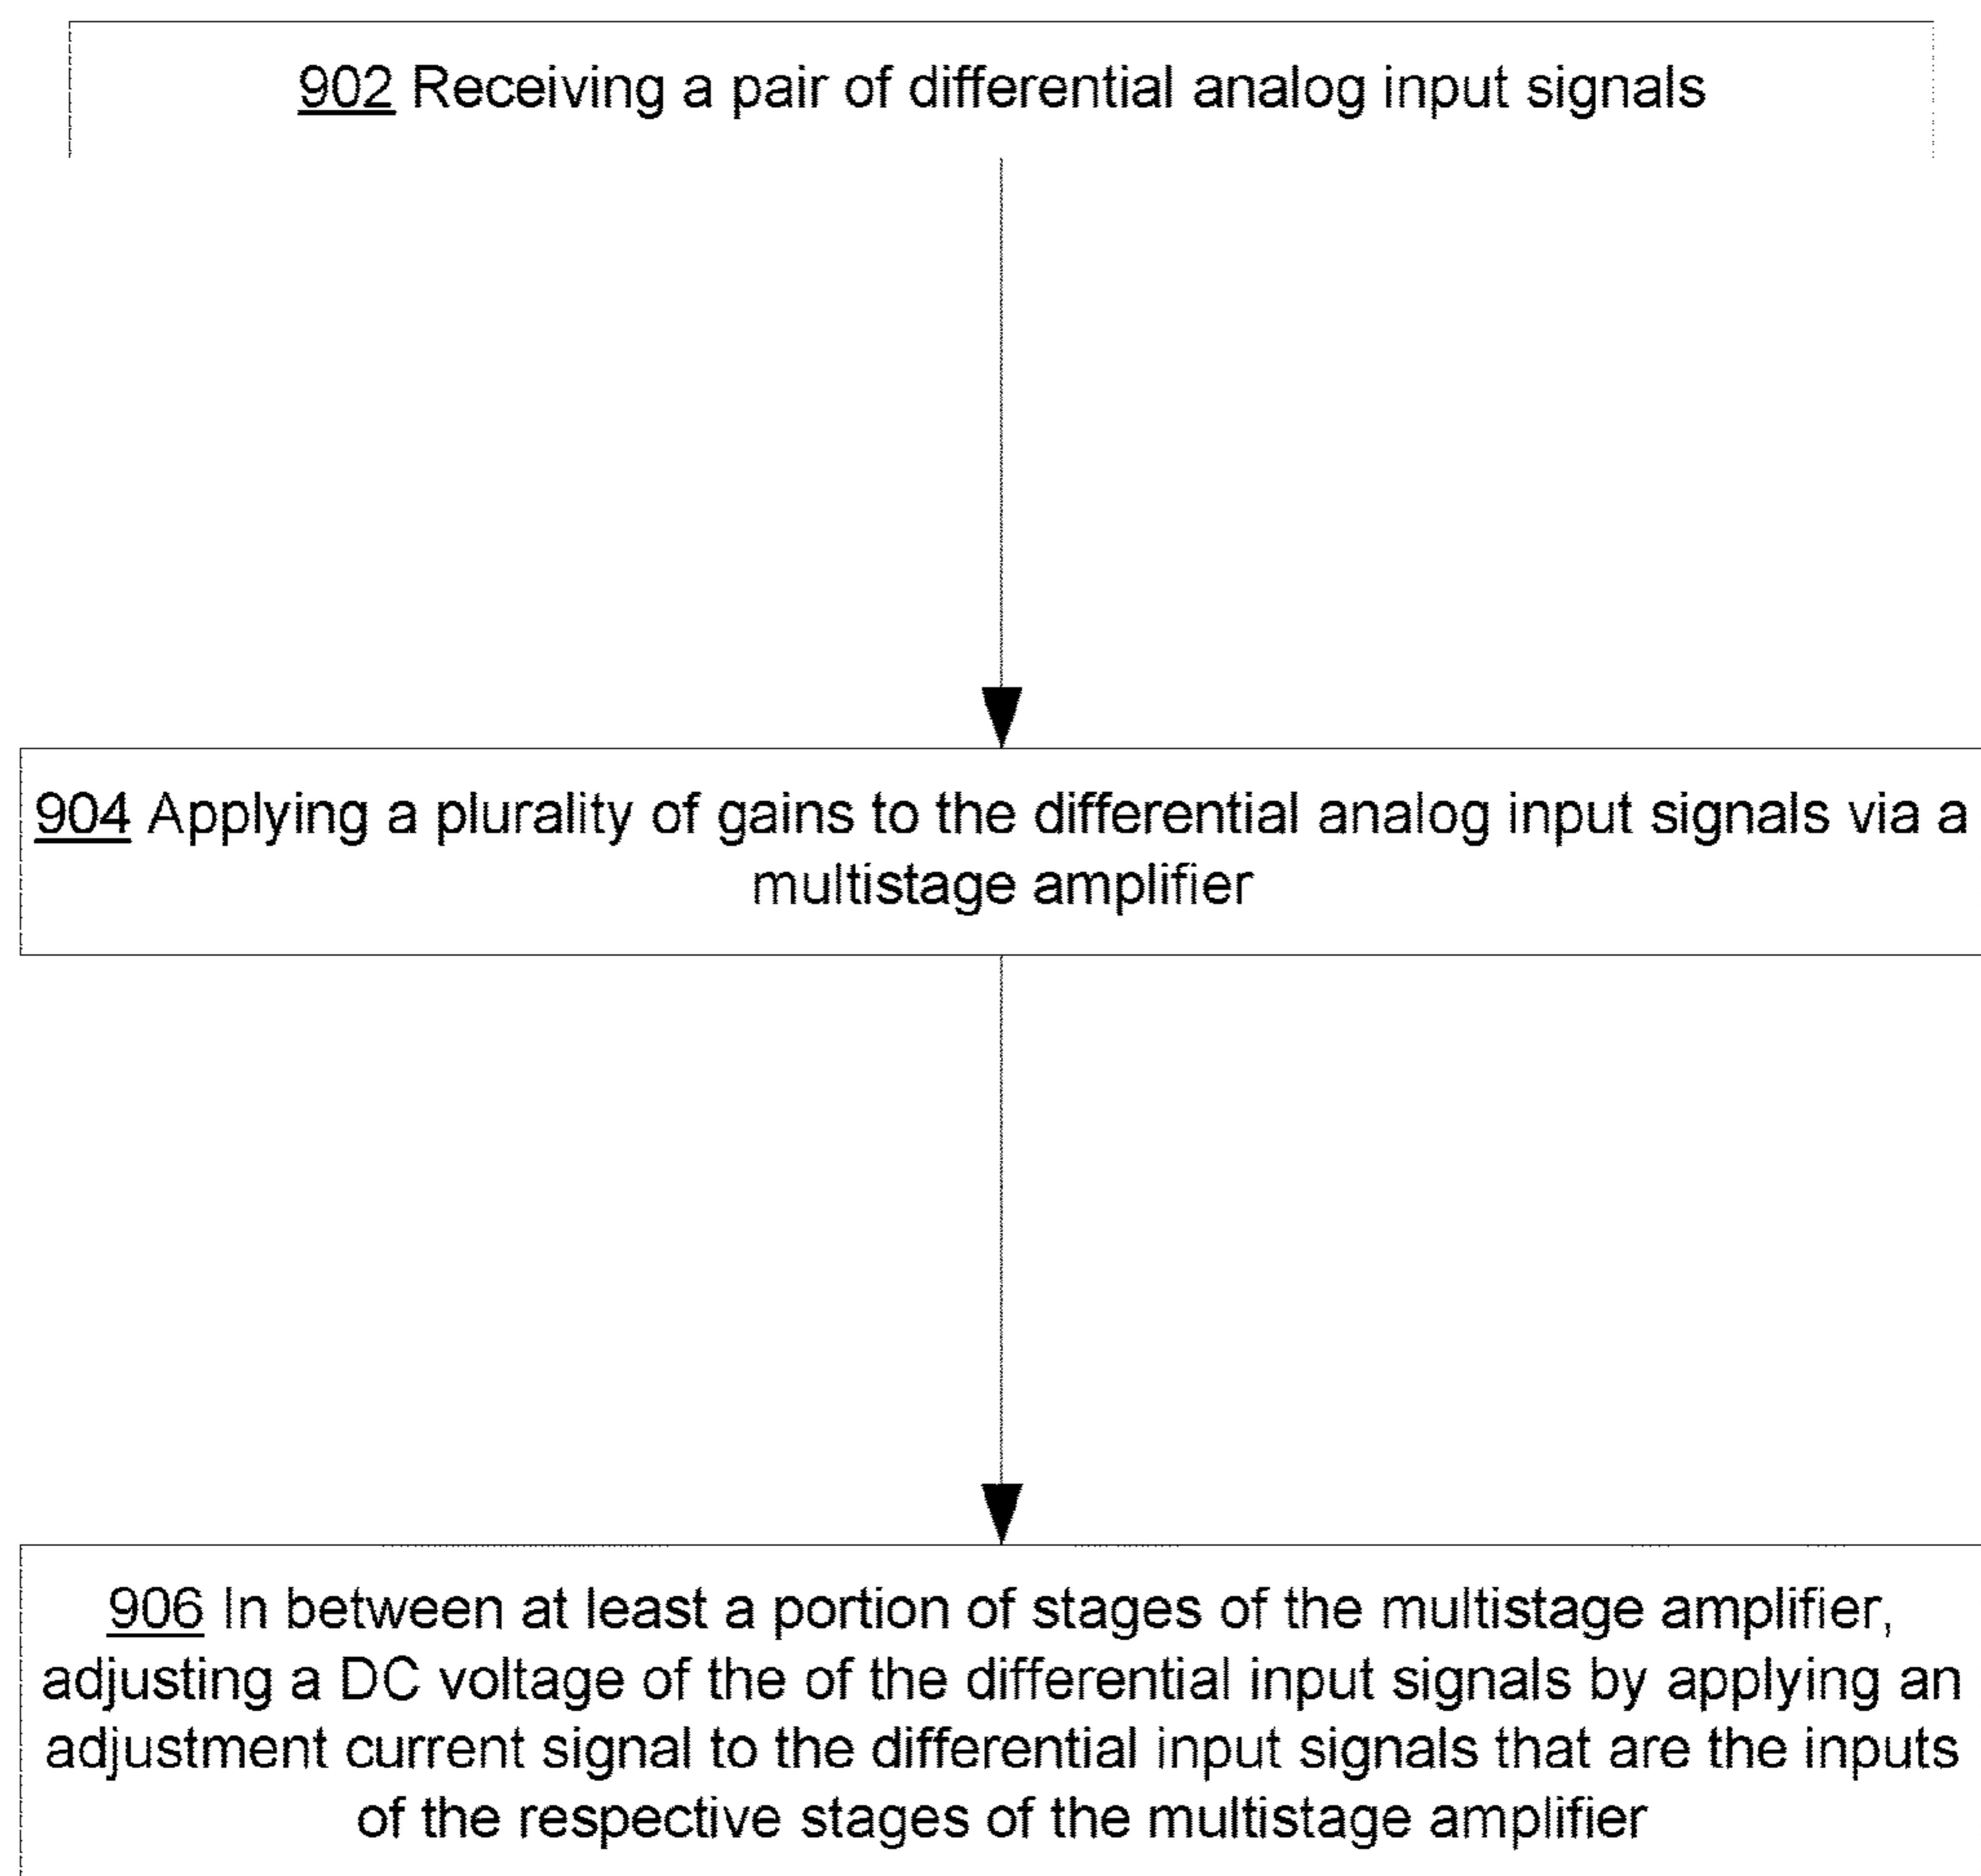 902 Receiving a pair of differential analog input signals
904 Applying a plurality of gains to the differential analog input signals via a
multistage amplifier
906 In between at least a portion of stages of the multistage amplifier,
adjusting a DC voltage of the of the differential input signals by applying an
adjustment current signal to the differential input signals that are the inputs
of the respective stages of the multistage amplifier